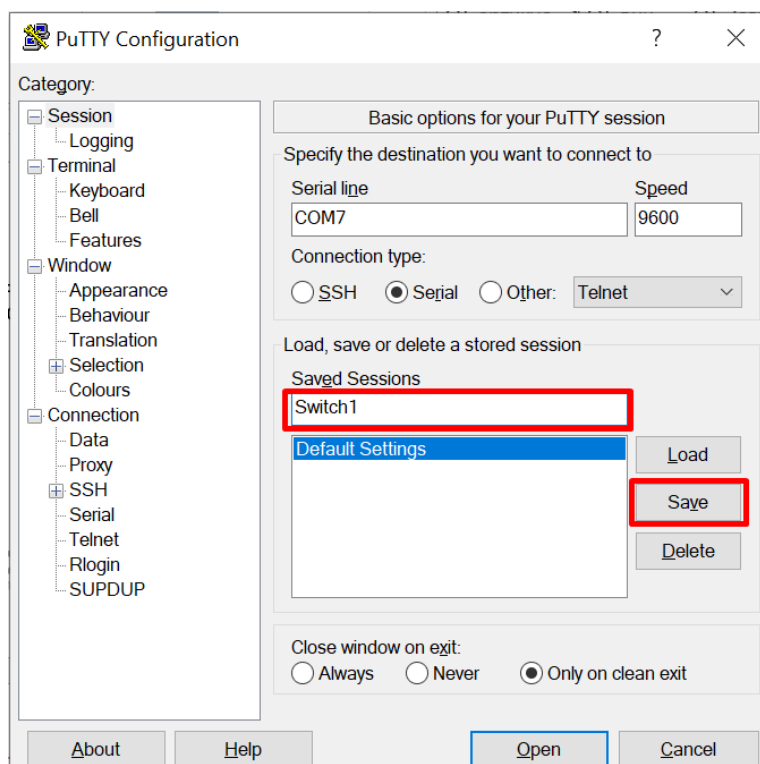 PuTTY Configuration
?
Category:
Session
Logging
Terminal
Keyboard
Bell
Features
Window
Appearance
Behaviour
Translation
Selection
Colours
Connection
Data
Proxy
SSH
Serial
Telnet
Rlogin
SUPDUP
Basic options for your PuTTY session
Specify the destination you want to connect to
Serial line Speed
COM7 9600
Connection type:
SSH Serial Other: Telnet
Load, save or delete a stored session
Saved Sessions
Switch1
Default Settings
Load
Save
Delete
Close window on exit:
Always Never Only on clean exit
About Help Open Cancel